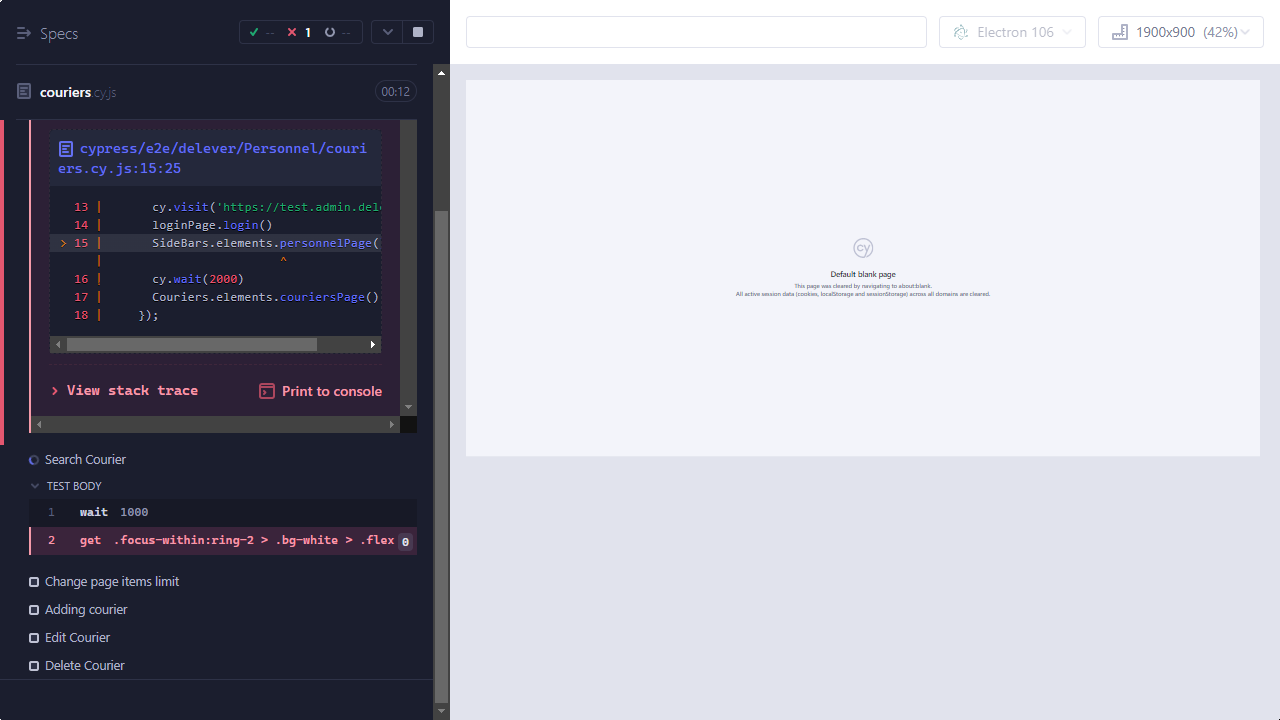 Specs
-- 1 --
Electron 106
1900x900 (42%)
couriers.cy.js
00:12
cypress/e2e/delever/Personnel/couri
ers.cy.js:15:25
13 | cy.visit('https://test.admin.del
14 | loginPage.login()
> 15 | SideBars.elements.personnelPage(
| ^
16 | cy.wait(2000)
17 | Couriers.elements.couriersPage()
18 | });
> View stack trace
Print to console
Search Courier
TEST BODY
1 wait 1000
2 get .focus-within:ring-2 > .bg-white > .flex 0
Change page items limit
Adding courier
Edit Courier
Delete Courier
cy
Default blank page
This page was cleared by navigating to about:blank.
All active session data (cookies, localStorage and sessionStorage) across all domains are cleared.